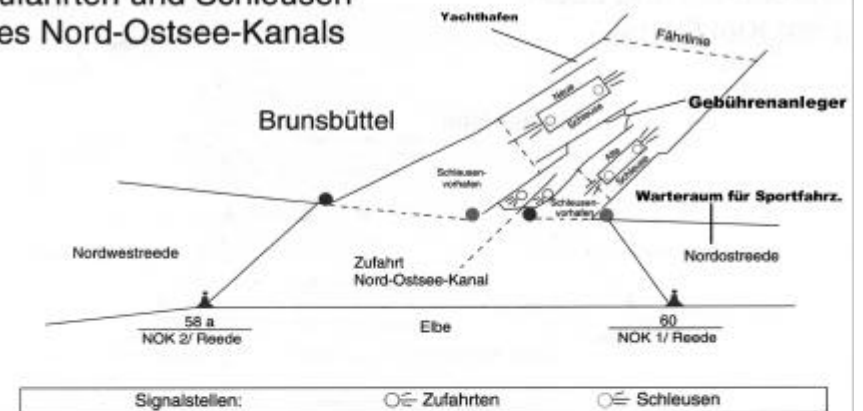 ufahrten und Schleusen
es Nord-Ostsee-Kanals
Yachthafen
Fährlinie
Neue
Schleuse
Gebührenanleger
Brunsbüttel
Alte
Schleuse
Schleusen-
vorhafen
Schleusen-
vorhafen
Warteraum für Sportfahrz.
Nordwestreede
Zufahrt
Nord-Ostsee-Kanal
Nordostreede
58 a
NOK 2/ Reede
Elbe
60
NOK 1/ Reede
Signalstellen: Zufahrten Schleusen